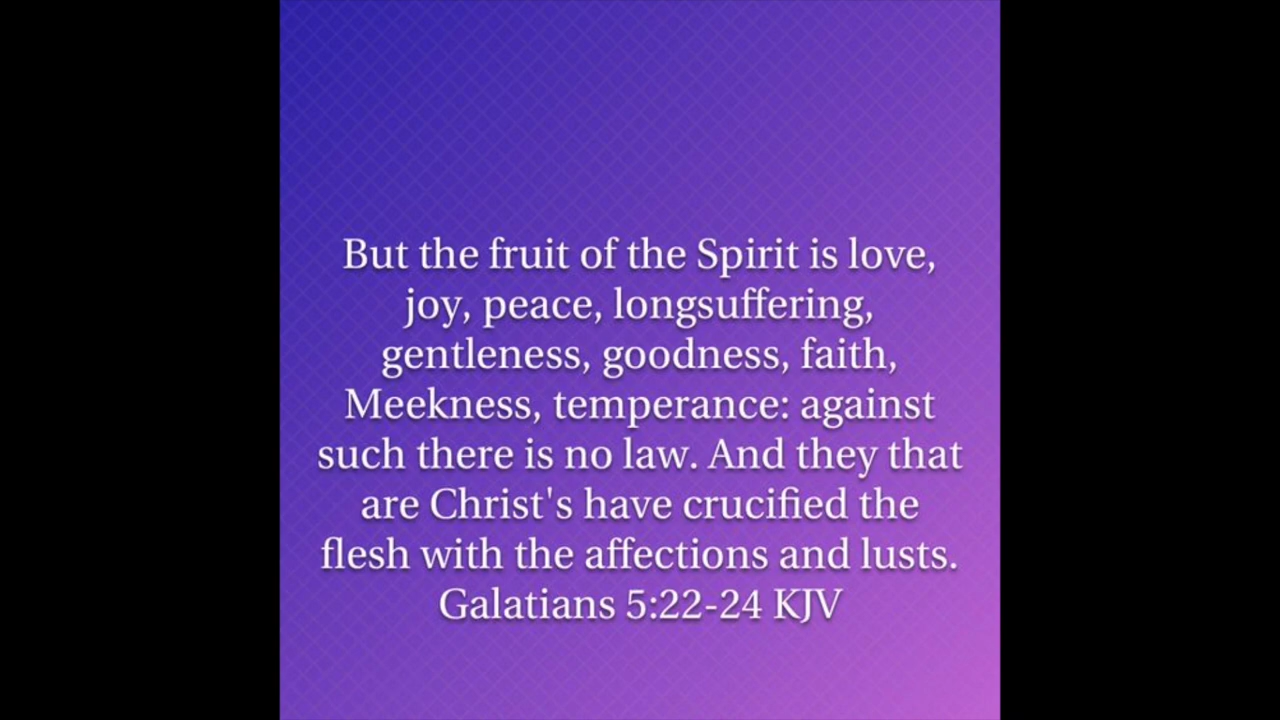 But the fruit of the Spirit is love,
joy, peace, longsuffering,
gentleness, goodness, faith,
Meekness, temperance: against
such there is no law. And they that
are Christ's have crucified the
flesh with the affections and lusts.
Galatians 5:22-24 KJV